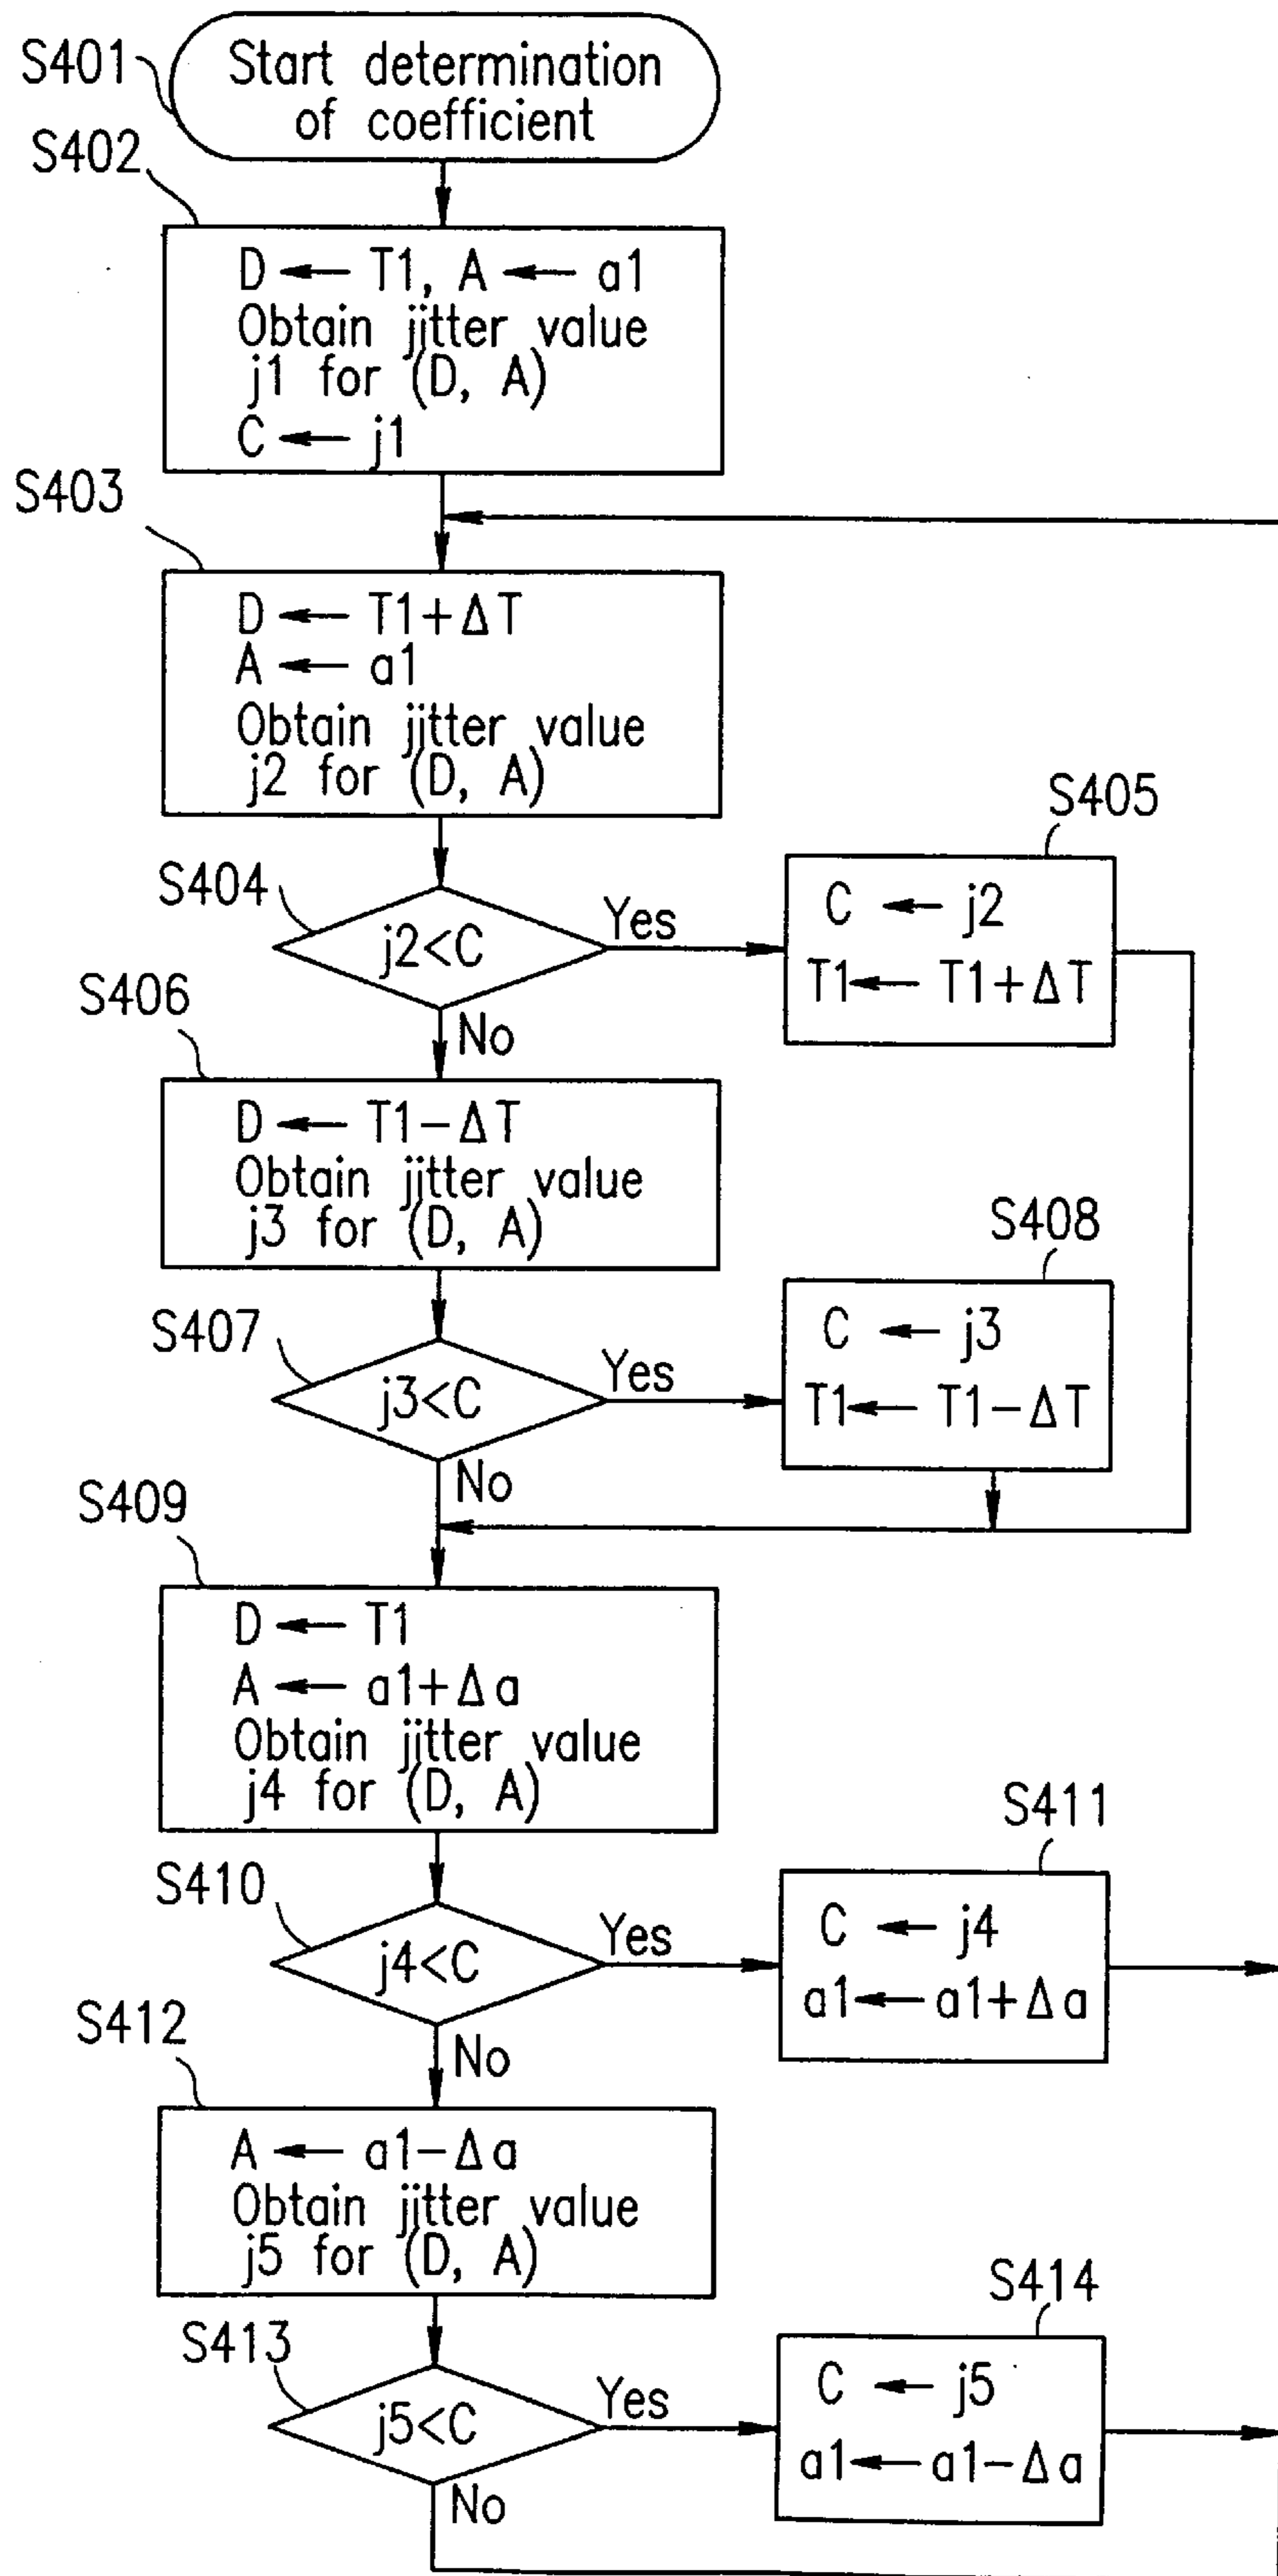 S401
Start determination
of coefficient
S402
D ← T1, A ← a1
Obtain jitter value
j1 for (D, A)
C ← j1
S403
D ← T1+ΔT
A ← a1
Obtain jitter value
j2 for (D, A)
S404
j2<C
Yes
No
S405
C ← j2
T1← T1+ΔT
S406
D ← T1-ΔT
Obtain jitter value
j3 for (D, A)
S407
j3<C
Yes
No
S408
C ← j3
T1← T1-ΔT
S409
D ← T1
A ← a1+Δa
Obtain jitter value
j4 for (D, A)
S410
j4<C
Yes
No
S411
C ← j4
a1← a1+Δa
S412
A ← a1-Δa
Obtain jitter value
j5 for (D, A)
S413
j5<C
Yes
No
S414
C ← j5
a1← a1-Δa